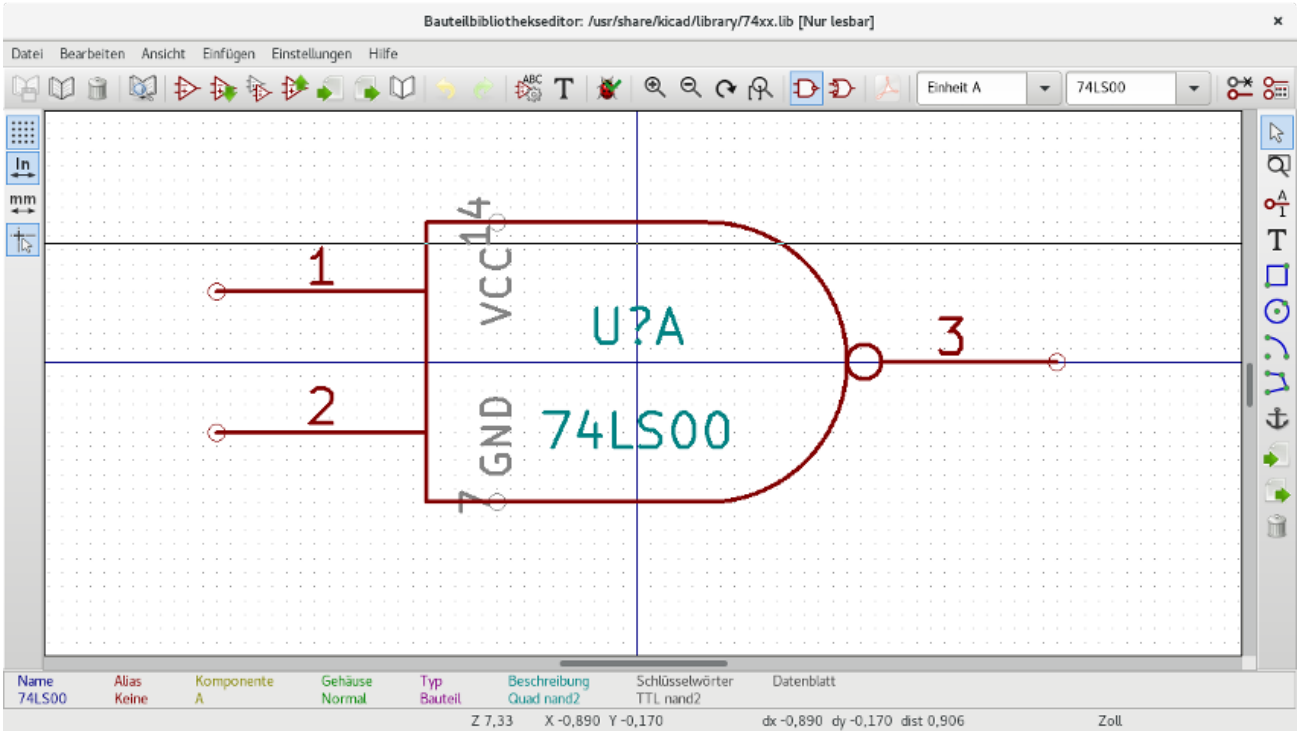 Bauteilbibliothekseditor: /usr/share/kicad/library/74xx.lib [Nur lesbar]
Datei Bearbeiten Ansicht Einfügen Einstellungen Hilfe
ABC T Einheit A 74LS00
In
mm
A
1
T
14
VCC
1
U?A
3
2
GND
74LS00
7
Name Alias Komponente Gehäuse Typ Beschreibung Schlüsselwörter Datenblatt
74LS00 Keine A Normal Bauteil Quad nand2 TTL nand2
Z 7,33 X -0,890 Y -0,170 dx -0,890 dy -0,170 dist 0,906 Zoll